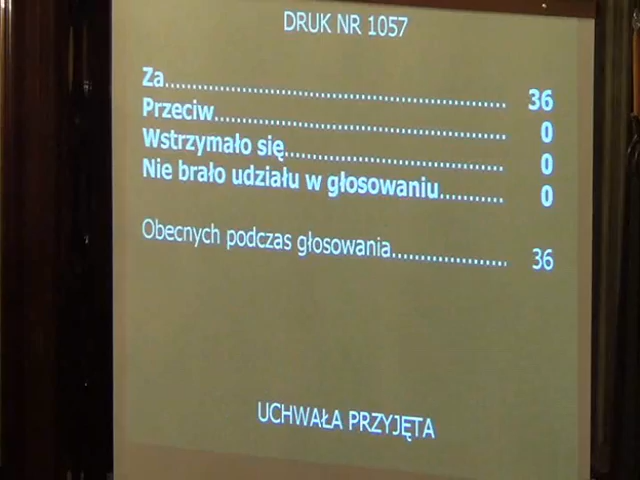 DRUK NR 1057
Za............................................................ 36
Przeciw.................................................... 0
Wstrzymało się........................................ 0
Nie brało udziału w głosowaniu.......... 0
Obecnych podczas głosowania.................... 36
UCHWAŁA PRZYJĘTA